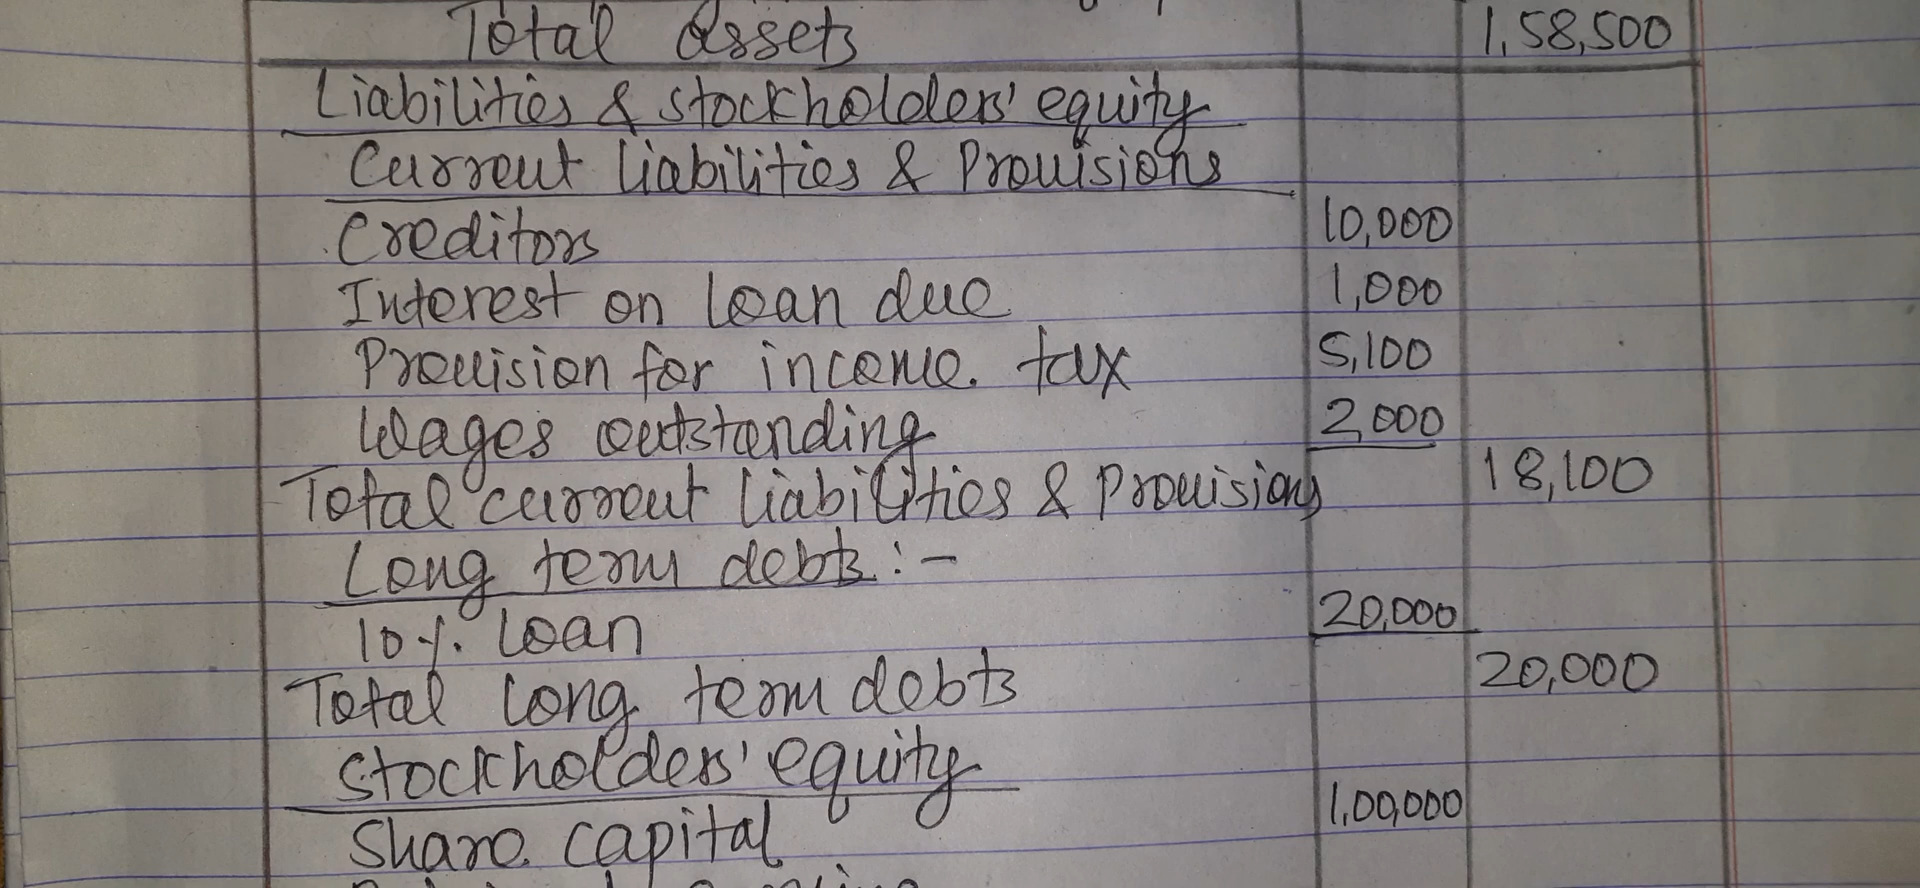 Total assets 1,58,500
Liabilities & stockholders' equity
Current liabilities & Provisions
Creditors 10,000
Interest on loan due 1,000
Provision for income tax 5,100
Wages outstanding 2,000
Total current liabilities & Provisions 18,100
Long term debts :-
10% Loan 20,000
Total long term debts 20,000
Stockholders' equity
Share capital 1,00,000